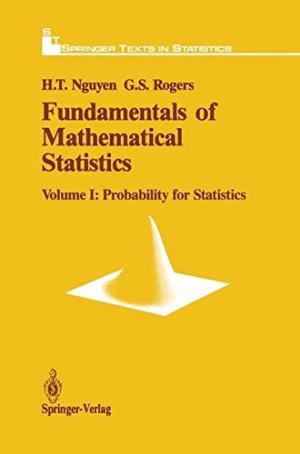 S
T
SPRINGER TEXTS IN STATISTICS
H.T. Nguyen G.S. Rogers
Fundamentals of
Mathematical
Statistics
Volume I: Probability for Statistics
Springer-Verlag